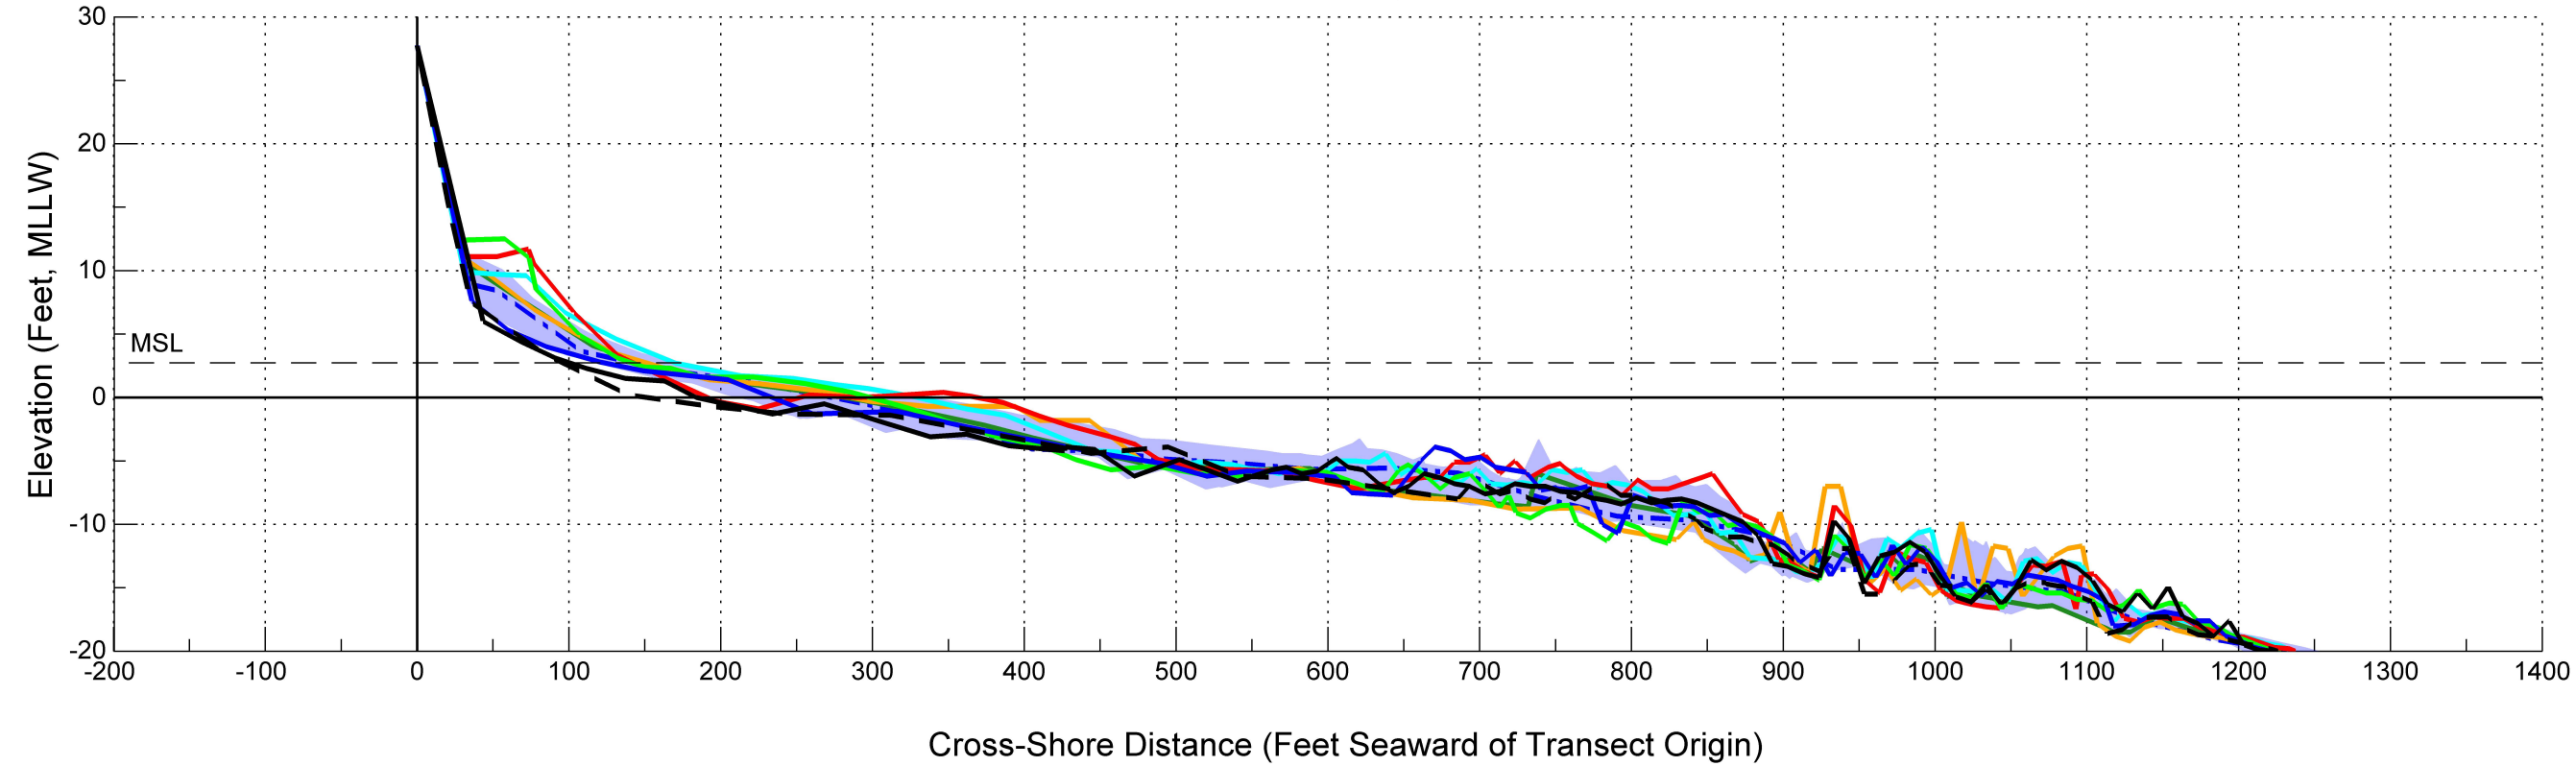 30
20
10
0
-10
-20
Elevation (Feet, MLLW)
MSL
-200 -100 0 100 200 300 400 500 600 700 800 900 1000 1100 1200 1300 1400
Cross-Shore Distance (Feet Seaward of Transect Origin)